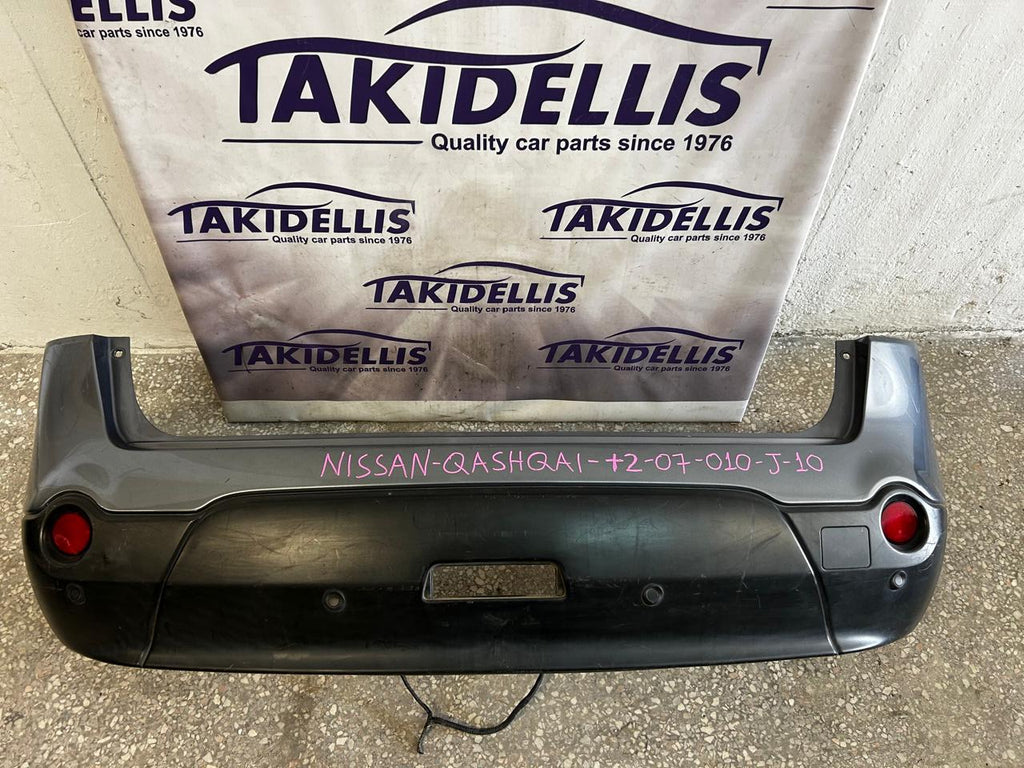 ELLIS
car parts since 1976
TAKIDELLIS
Quality car parts since 1976
TAKIDELLIS
Quality car parts since 1976
TAKIDELLIS
Quality car parts since 1976
TAKIDELLIS
Quality car parts since 1976
TAKIDELLIS
Quality car parts since 1976
TAKIDELLIS
Quality car parts since 1976
NISSAN-QASHQAI-+2-07-010-J-10